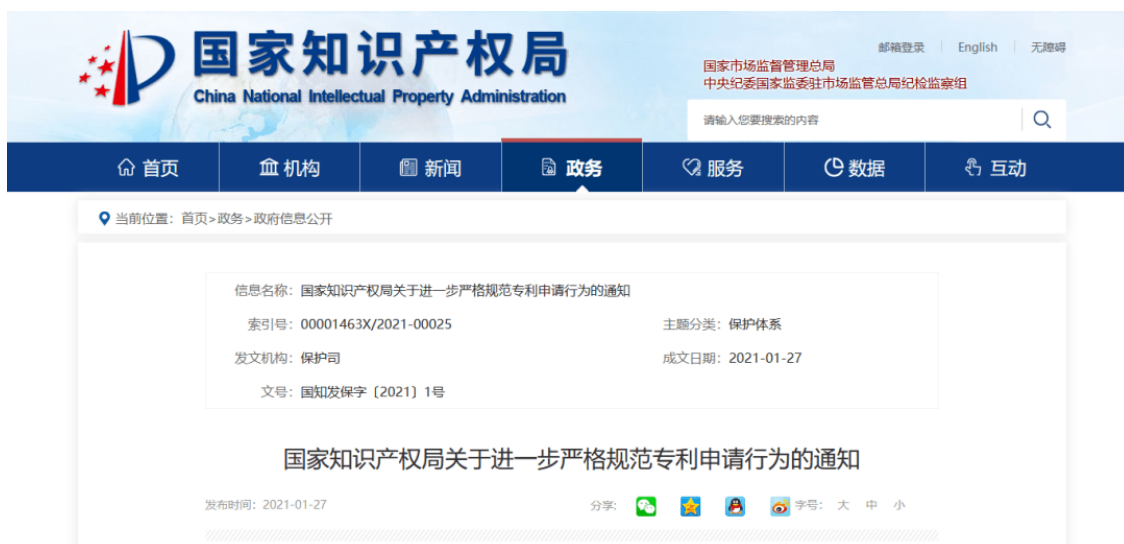 国家知识产权局
China National Intellectual Property Administration
邮箱登录 English 无障碍
国家市场监督管理总局
中央纪委国家监委驻市场监管总局纪检监察组
请输入您要搜索的内容
首页 机构 新闻 政务 服务 数据 互动
当前位置：首页>政务>政府信息公开
信息名称：国家知识产权局关于进一步严格规范专利申请行为的通知
索引号：00001463X/2021-00025 主题分类：保护体系
发文机构：保护司 成文日期：2021-01-27
文号：国知发保字〔2021〕1号
国家知识产权局关于进一步严格规范专利申请行为的通知
发布时间：2021-01-27 分享: 字号：大 中 小